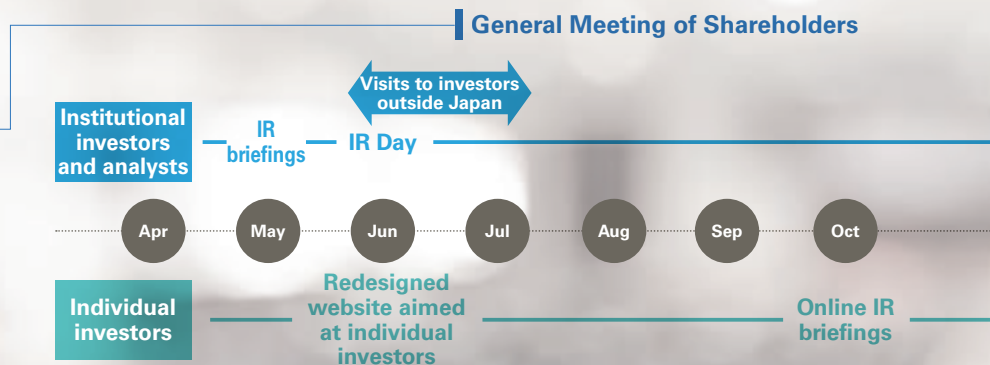 General Meeting of Shareholders
Visits to investors
outside Japan
Institutional
investors
and analysts
IR
briefings
IR Day
Apr
May
Jun
Jul
Aug
Sep
Oct
Individual
investors
Redesigned
website aimed
at individual
investors
Online IR
briefings